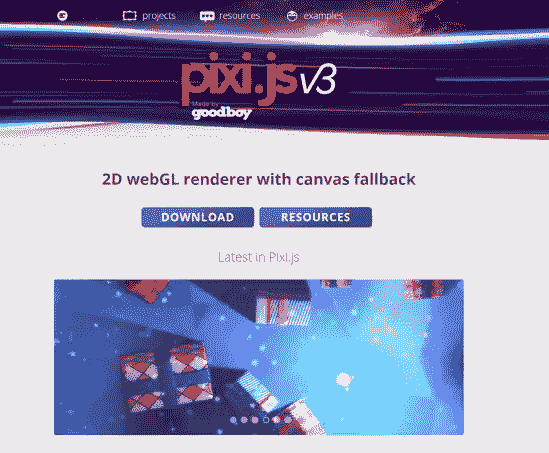 projects resources examples
pixi.js v3
Made by
goodboy
2D webGL renderer with canvas fallback
DOWNLOAD RESOURCES
Latest in Pixi.js